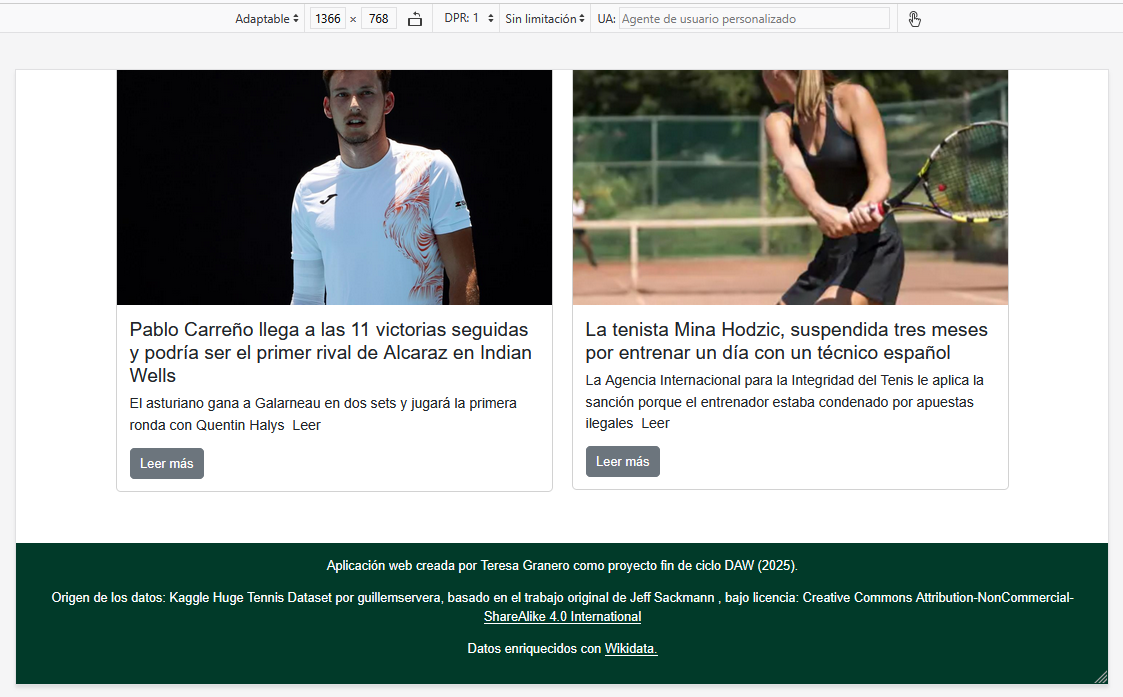 Adaptable 1366 × 768 DPR: 1 Sin limitación UA: Agente de usuario personalizado
Pablo Carreño llega a las 11 victorias seguidas
y podría ser el primer rival de Alcaraz en Indian
Wells
El asturiano gana a Galarneau en dos sets y jugará la primera
ronda con Quentin Halys Leer
Leer más
La tenista Mina Hodzic, suspendida tres meses
por entrenar un día con un técnico español
La Agencia Internacional para la Integridad del Tenis le aplica la
sanción porque el entrenador estaba condenado por apuestas
ilegales Leer
Leer más
Aplicación web creada por Teresa Granero como proyecto fin de ciclo DAW (2025).
Origen de los datos: Kaggle Huge Tennis Dataset por guillemservera, basado en el trabajo original de Jeff Sackmann , bajo licencia: Creative Commons Attribution-NonCommercial-
ShareAlike 4.0 International
Datos enriquecidos con Wikidata.